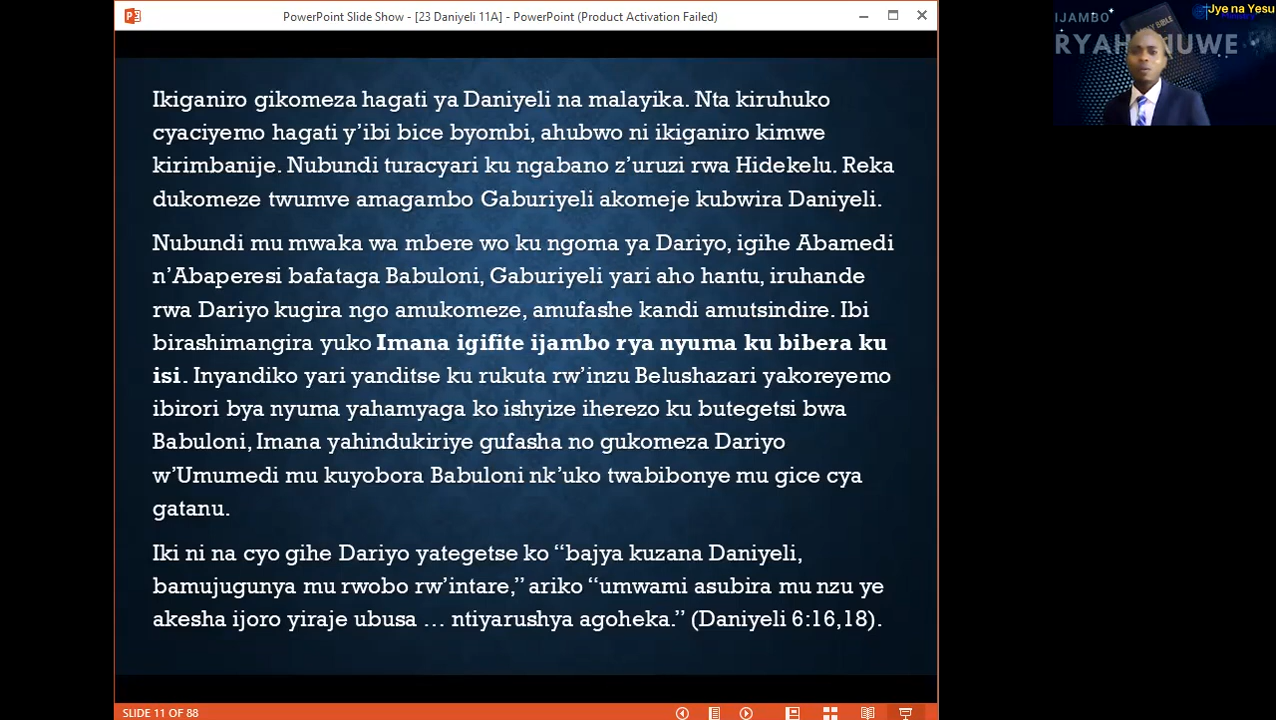 PowerPoint Slide Show - [23 Daniyeli 11A] - PowerPoint (Product Activation Failed)
Ikiganiro gikomeza hagati ya Daniyeli na malayika. Nta kiruhuko
cyaciyemo hagati y’ibi bice byombi, ahubwo ni ikiganiro kimwe
kirimbanije. Nubundi turacyari ku ngabano z’uruzi rwa Hidekelu. Reka
dukomeze twumve amagambo Gaburiyeli akomeje kubwira Daniyeli.
Nubundi mu mwaka wa mbere wo ku ngoma ya Dariyo, igihe Abamedi
n’Abaperesi bafataga Babuloni, Gaburiyeli yari aho hantu, iruhande
rwa Dariyo kugira ngo amukomeze, amufashe kandi amutsindire. Ibi
birashimangira yuko Imana igifite ijambo rya nyuma ku bibera ku
isi. Inyandiko yari yanditse ku rukuta rw’inzu Belushazari yakoreyemo
ibirori bya nyuma yahamyaga ko ishyize iherezo ku butegetsi bwa
Babuloni, Imana yahindukiriye gufasha no gukomeza Dariyo
w’Umumedi mu kuyobora Babuloni nk’uko twabibonye mu gice cya
gatanu.
Iki ni na cyo gihe Dariyo yategetse ko “bajya kuzana Daniyeli,
bamujugunya mu rwobo rw’intare,” ariko “umwami asubira mu nzu ye
akesha ijoro yiraje ubusa … ntiyarushya agoheka.” (Daniyeli 6:16,18).
SLIDE 11 OF 88
Jye na Yesu
Ministry
IJAMBO
BIBLE